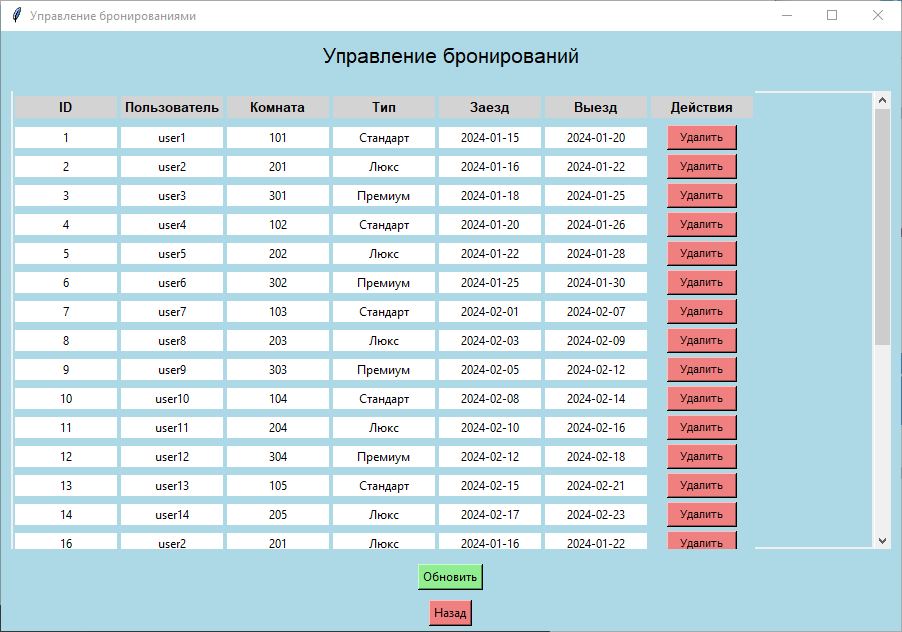 Управление бронированиями
Управление бронирований
ID Пользователь Комната Тип Заезд Выезд Действия
1 user1 101 Стандарт 2024-01-15 2024-01-20 Удалить
2 user2 201 Люкс 2024-01-16 2024-01-22 Удалить
3 user3 301 Премиум 2024-01-18 2024-01-25 Удалить
4 user4 102 Стандарт 2024-01-20 2024-01-26 Удалить
5 user5 202 Люкс 2024-01-22 2024-01-28 Удалить
6 user6 302 Премиум 2024-01-25 2024-01-30 Удалить
7 user7 103 Стандарт 2024-02-01 2024-02-07 Удалить
8 user8 203 Люкс 2024-02-03 2024-02-09 Удалить
9 user9 303 Премиум 2024-02-05 2024-02-12 Удалить
10 user10 104 Стандарт 2024-02-08 2024-02-14 Удалить
11 user11 204 Люкс 2024-02-10 2024-02-16 Удалить
12 user12 304 Премиум 2024-02-12 2024-02-18 Удалить
13 user13 105 Стандарт 2024-02-15 2024-02-21 Удалить
14 user14 205 Люкс 2024-02-17 2024-02-23 Удалить
16 user2 201 Люкс 2024-01-16 2024-01-22 Удалить
Обновить
Назад